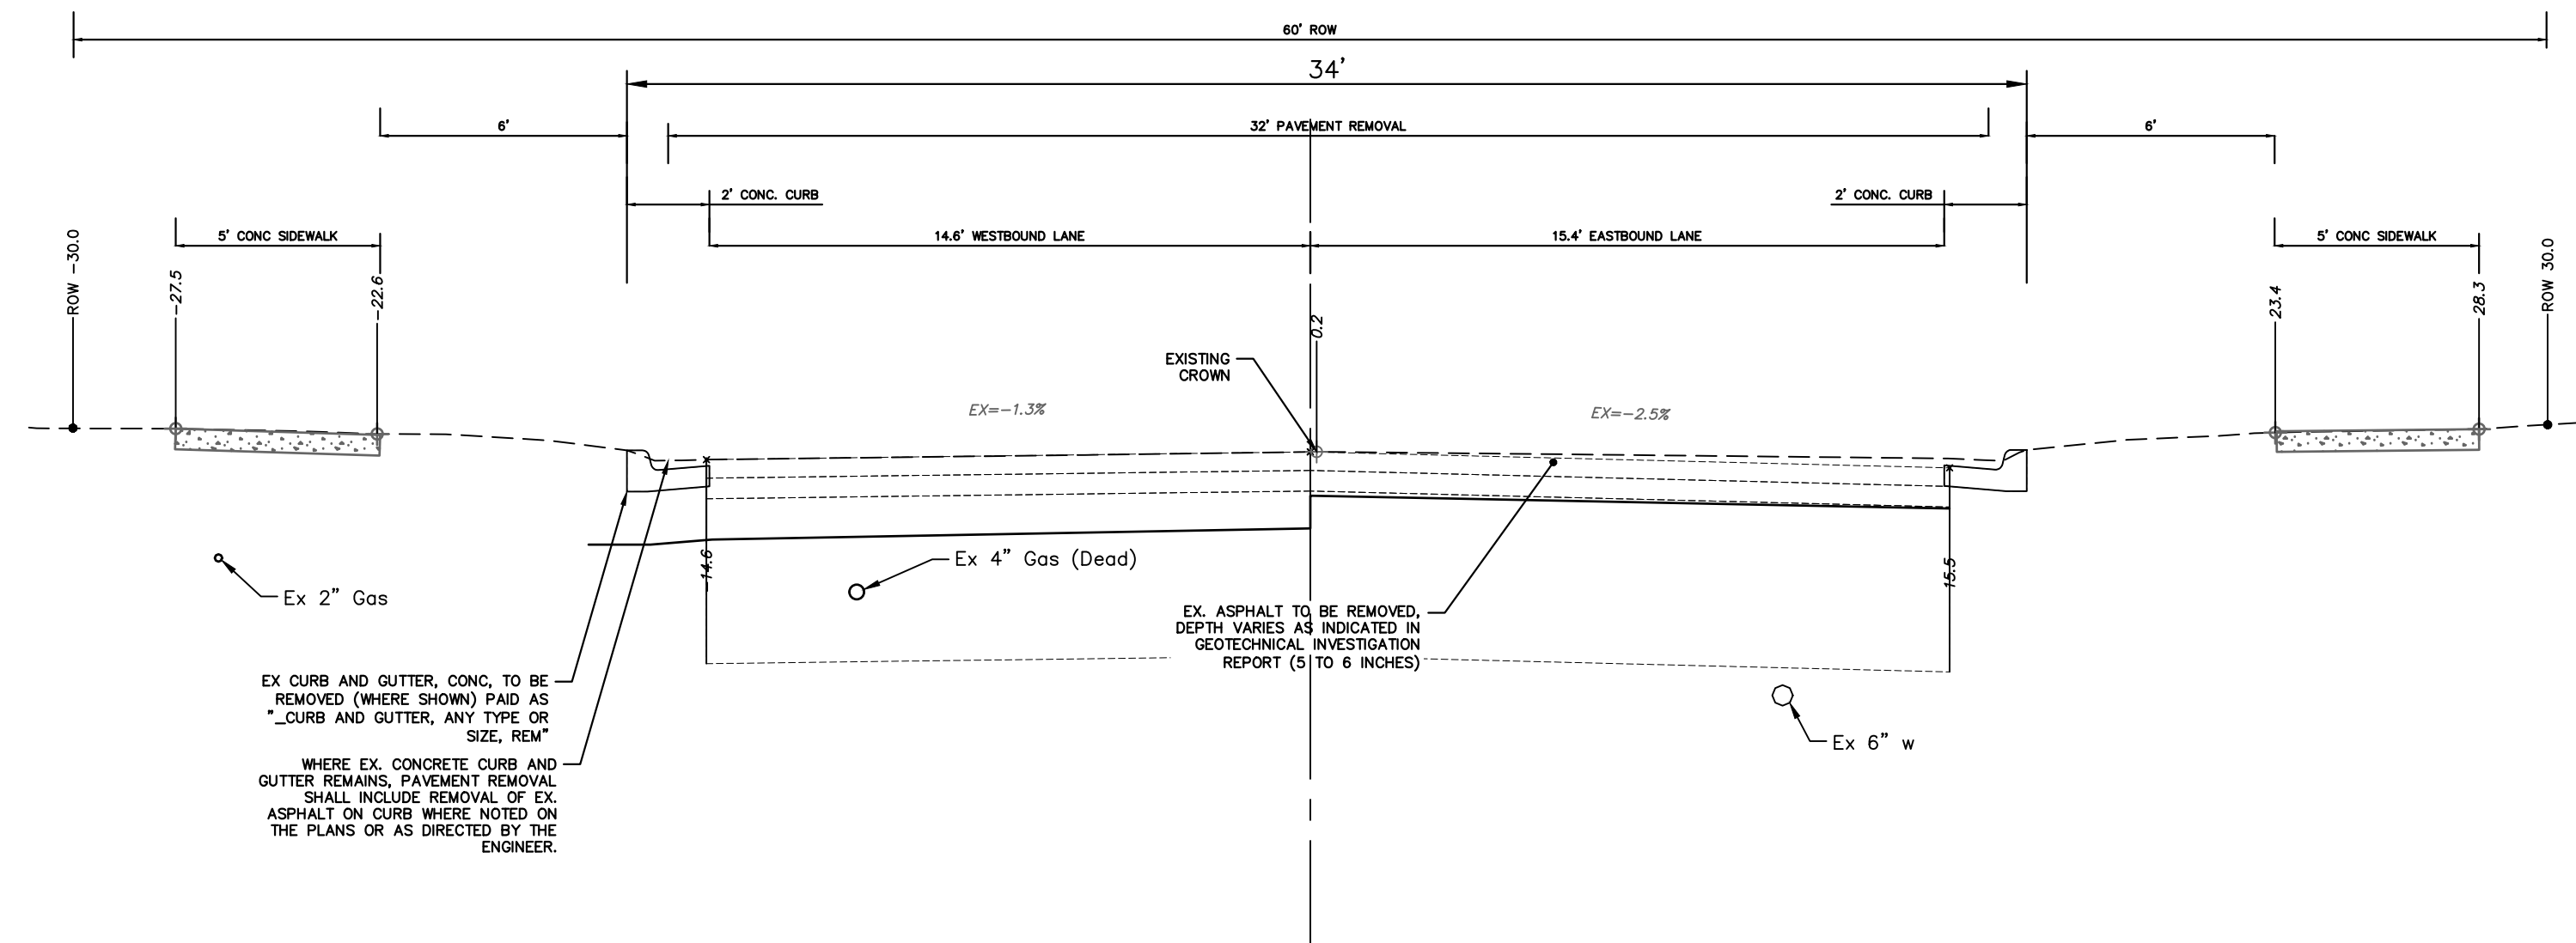 60' ROW
34'
6'
32' PAVEMENT REMOVAL
6'
2' CONC. CURB
2' CONC. CURB
5' CONC SIDEWALK
14.6' WESTBOUND LANE
15.4' EASTBOUND LANE
5' CONC SIDEWALK
ROW -30.0
-27.5
-22.6
0.2
23.4
28.3
ROW 30.0
EXISTING
CROWN
EX=-1.3%
EX=-2.5%
-14.6
15.5
Ex 2" Gas
Ex 4" Gas (Dead)
EX. ASPHALT TO BE REMOVED,
DEPTH VARIES AS INDICATED IN
GEOTECHNICAL INVESTIGATION
REPORT (5 TO 6 INCHES)
EX CURB AND GUTTER, CONC, TO BE
REMOVED (WHERE SHOWN) PAID AS
"_CURB AND GUTTER, ANY TYPE OR
SIZE, REM"
Ex 6" w
WHERE EX. CONCRETE CURB AND
GUTTER REMAINS, PAVEMENT REMOVAL
SHALL INCLUDE REMOVAL OF EX.
ASPHALT ON CURB WHERE NOTED ON
THE PLANS OR AS DIRECTED BY THE
ENGINEER.